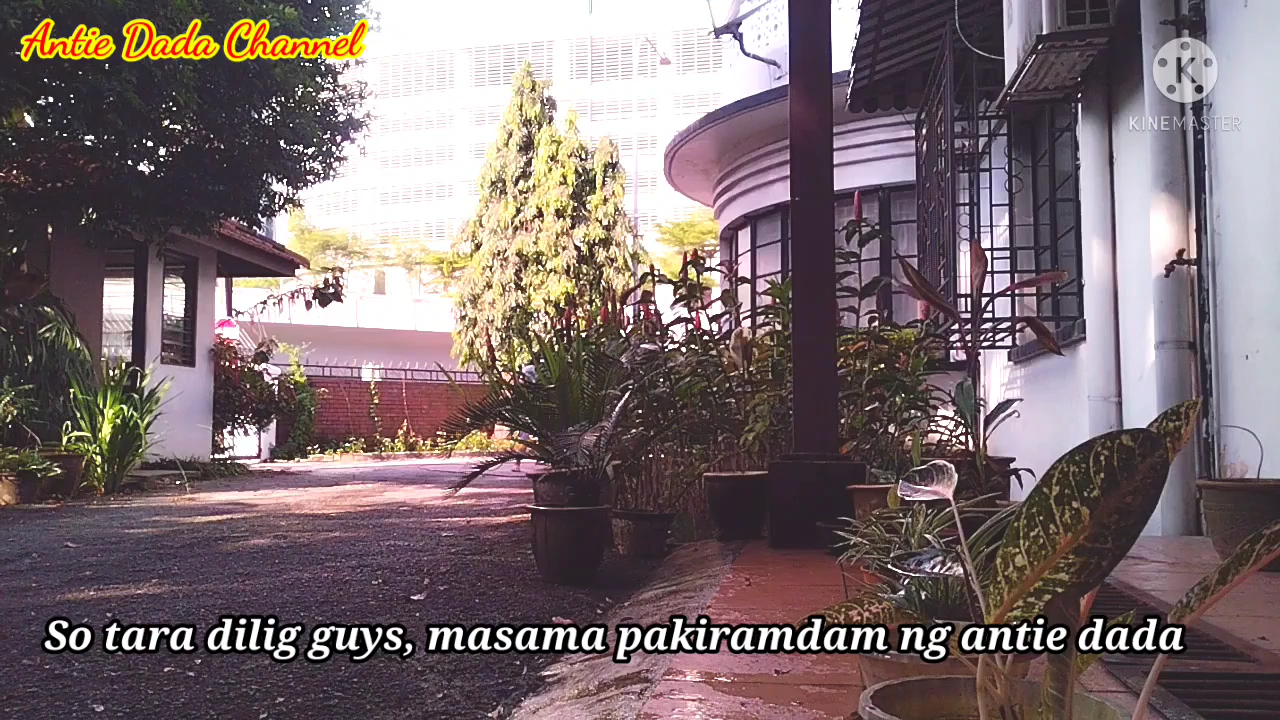 Antie Dada Channel
K
KINEMASTER
So tara dilig guys, masama pakiramdam ng antie dada